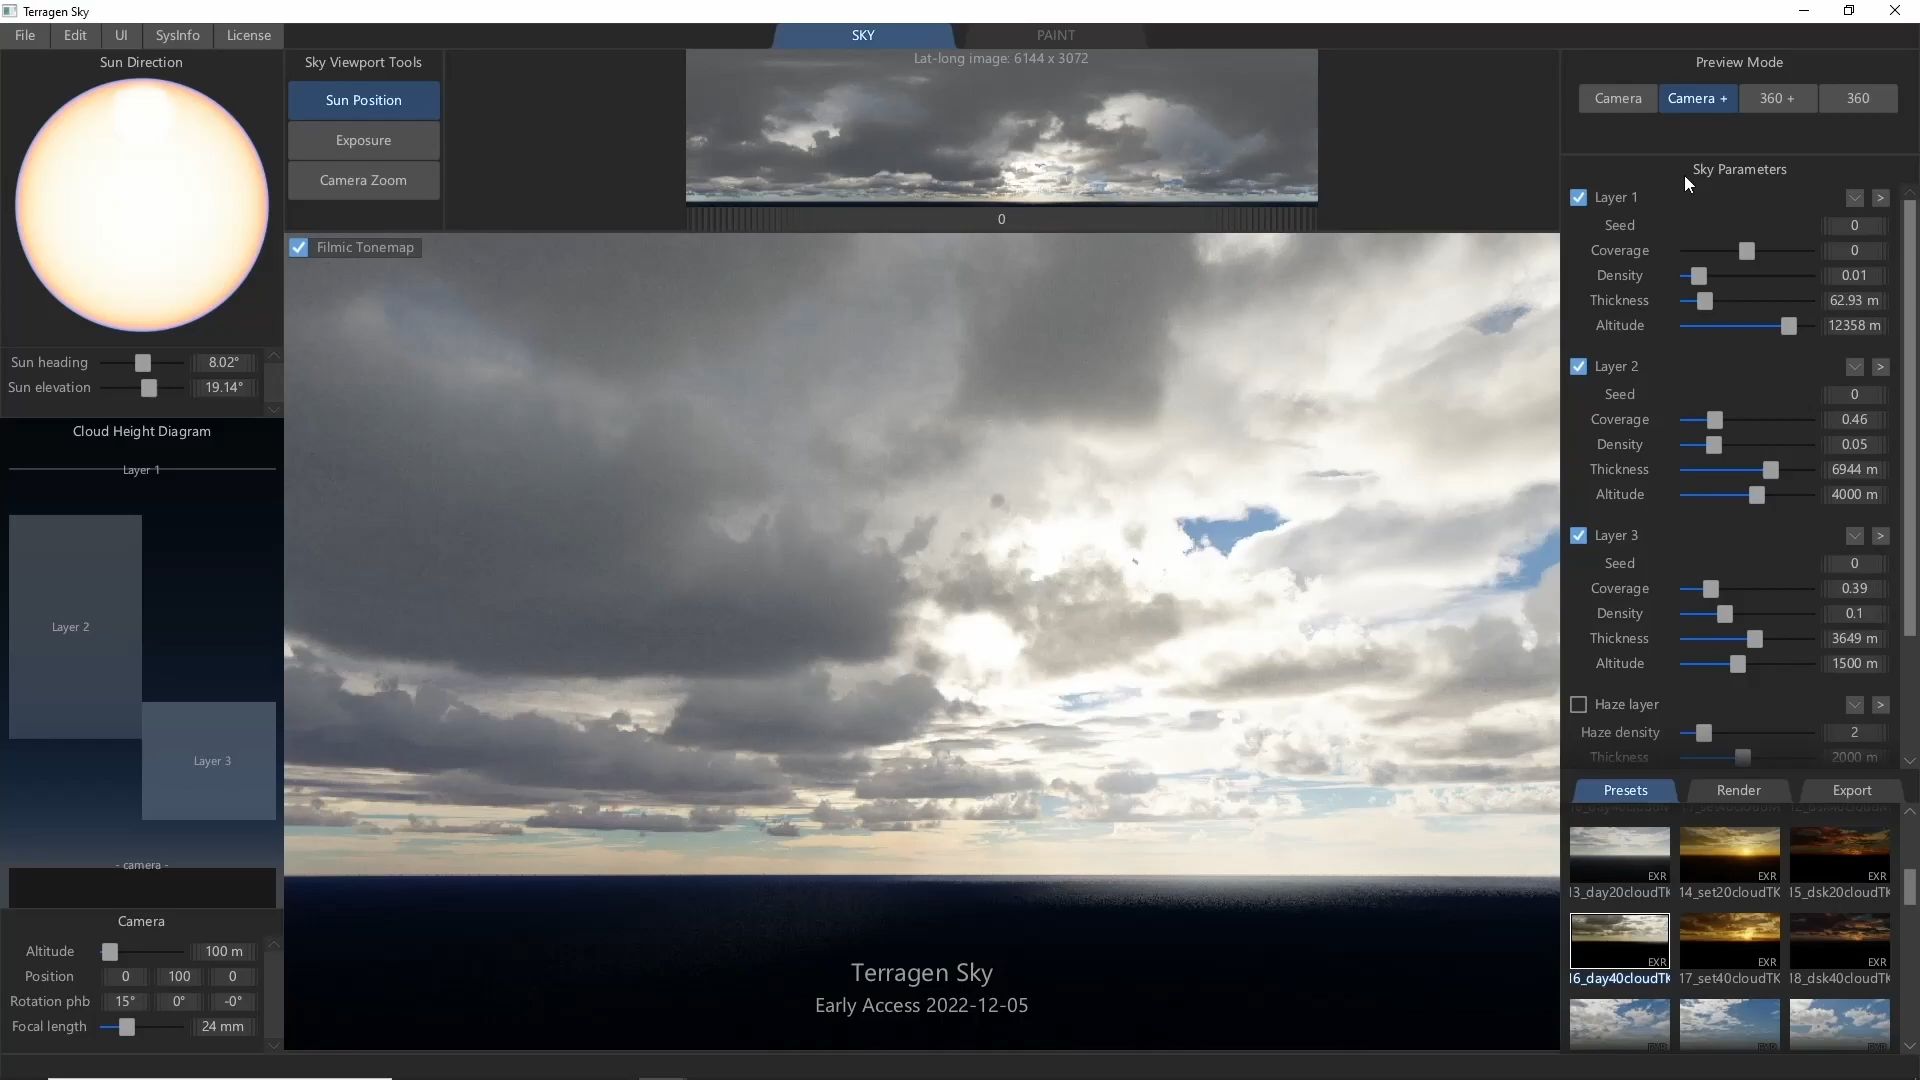 Terragen Sky
File Edit UI SysInfo License
SKY PAINT
Sun Direction
Sky Viewport Tools
Sun Position
Exposure
Camera Zoom
Lat-long image: 6144 x 3072
0
Preview Mode
Camera Camera + 360 + 360
Filmic Tonemap
Sun heading 8.02°
Sun elevation 19.14°
Cloud Height Diagram
Layer 1
Layer 2
Layer 3
- camera -
Camera
Altitude 100 m
Position 0 100 0
Rotation phb 15° 0° -0°
Focal length 24 mm
Terragen Sky
Early Access 2022-12-05
Sky Parameters
Layer 1 >
Seed 0
Coverage 0
Density 0.01
Thickness 62.93 m
Altitude 12358 m
Layer 2 >
Seed 0
Coverage 0.46
Density 0.05
Thickness 6944 m
Altitude 4000 m
Layer 3 >
Seed 0
Coverage 0.39
Density 0.1
Thickness 3649 m
Altitude 1500 m
Haze layer >
Haze density 2
Thickness 2000 m
Presets Render Export
EXR EXR EXR
13_day20cloudTK 14_set20cloudTK 15_dsk20cloudTK
EXR EXR EXR
16_day40cloudTK 17_set40cloudTK 18_dsk40cloudTK